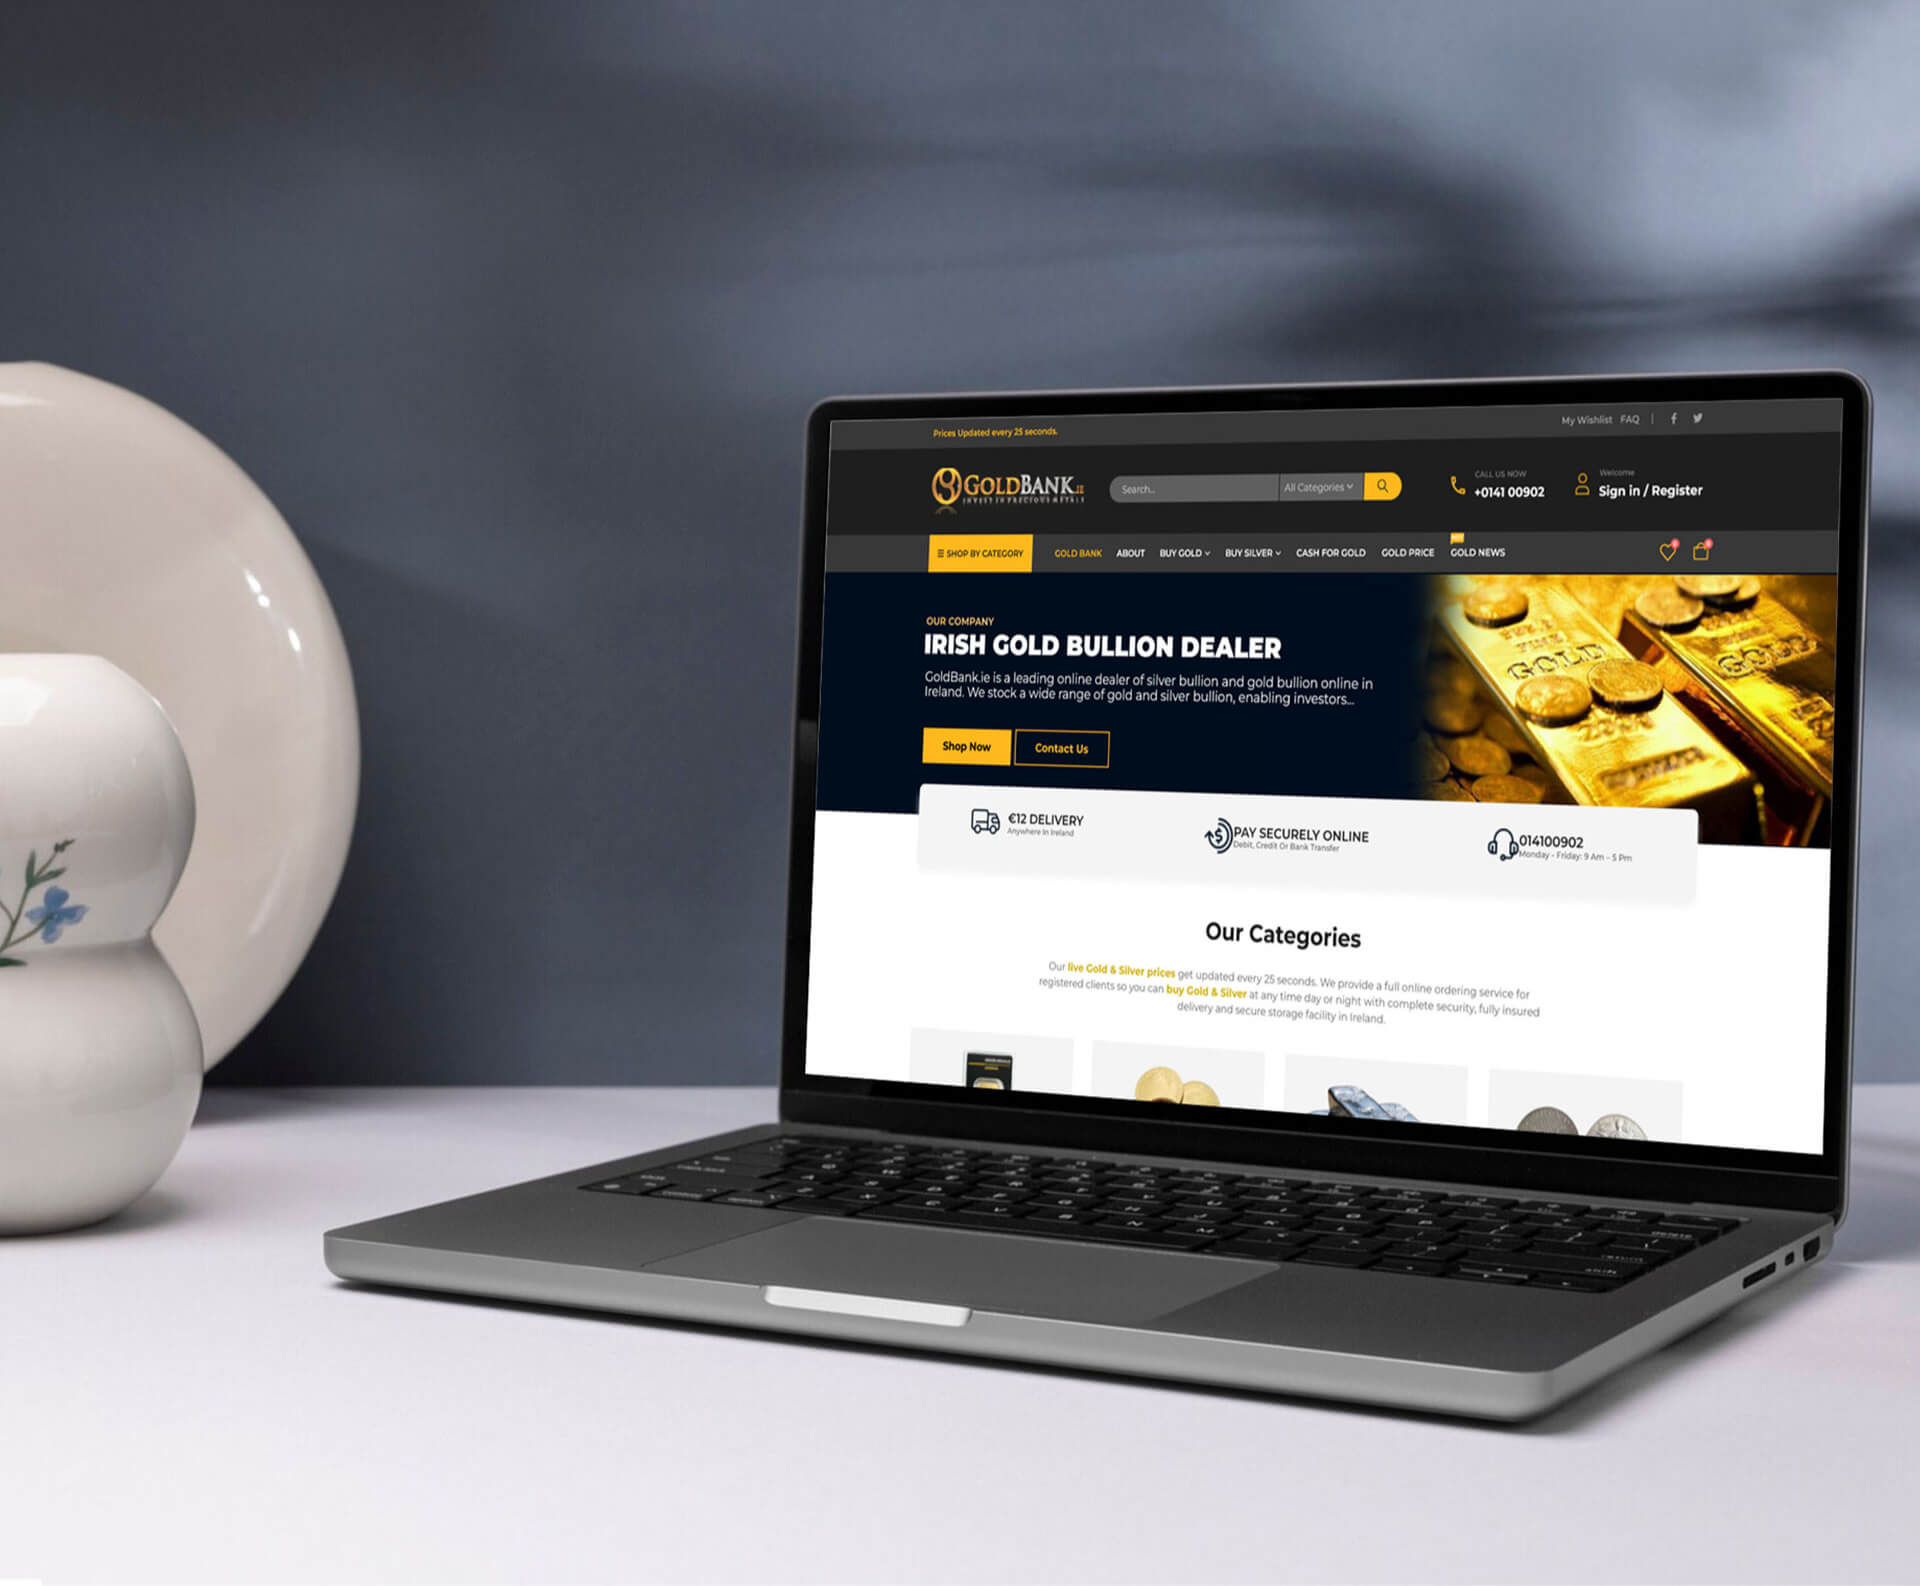 Prices Updated every 25 seconds.
My Wishlist FAQ
GOLDBANK.IE
INVEST IN PRECIOUS METALS
Search..
All Categories
CALL US NOW
+0141 00902
Welcome
Sign in / Register
SHOP BY CATEGORY
GOLD BANK
ABOUT
BUY GOLD
BUY SILVER
CASH FOR GOLD
GOLD PRICE
GOLD NEWS
OUR COMPANY
IRISH GOLD BULLION DEALER
GoldBank.ie is a leading online dealer of silver bullion and gold bullion online in
Ireland. We stock a wide range of gold and silver bullion, enabling investors...
Shop Now
Contact Us
GOLD
GOLD
€12 DELIVERY
Anywhere In Ireland
PAY SECURELY ONLINE
Debit, Credit Or Bank Transfer
014100902
Monday - Friday: 9 Am – 5 Pm
Our Categories
Our live Gold & Silver prices get updated every 25 seconds. We provide a full online ordering service for
registered clients so you can buy Gold & Silver at any time day or night with complete security, fully insured
delivery and secure storage facility in Ireland.